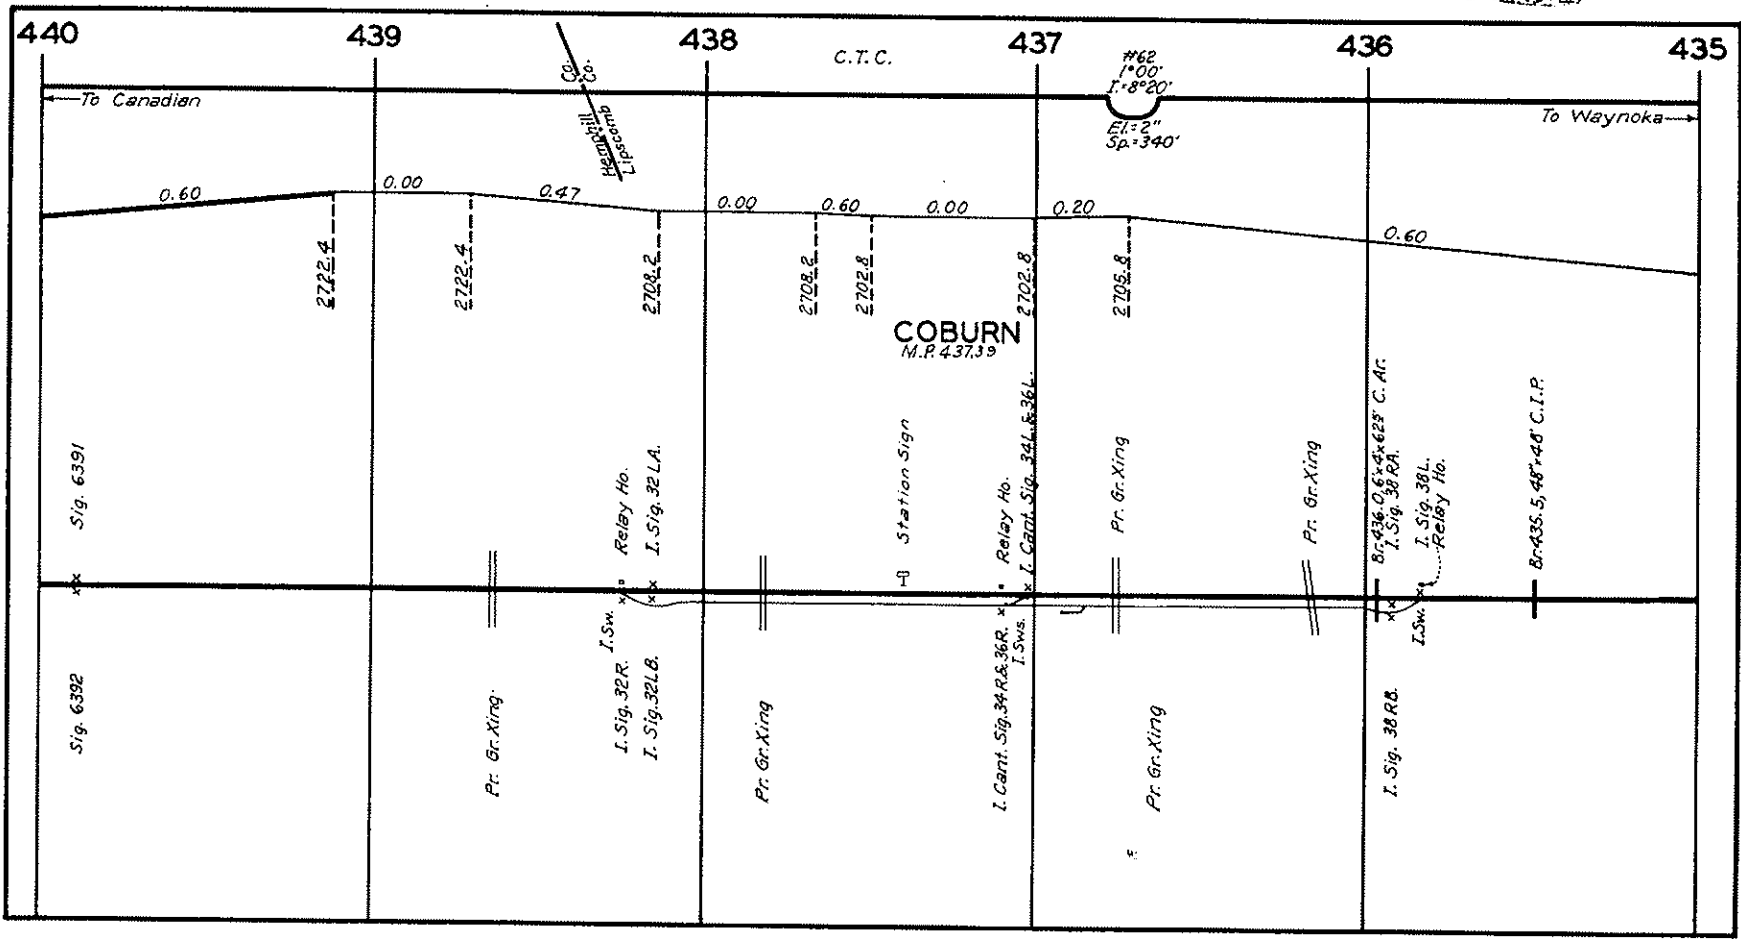 440
439
438
437
436
435
C.T.C.
#62
1°00'
I.=8°20'
El.=2"
Sp.=340'
To Canadian
To Waynoka
Co.
Co.
Hemphill
Lipscomb
0.60
0.00
0.47
0.00
0.60
0.00
0.20
0.60
2722.4
2722.4
2708.2
2708.2
2702.8
2702.8
2705.8
COBURN
M.P. 437.39
Sig. 6391
Relay Ho.
I. Sig. 32 LA.
Station Sign
Relay Ho.
I. Cant. Sig. 34L. & 36L.
Pr. Gr. Xing
Pr. Gr. Xing
Br. 436.0, 6'x4'x62.5' C. Ar.
I. Sig. 38 RA.
I. Sig. 38L.
Relay Ho.
Br. 435.5, 48"x48' C.I.P.
Sig. 6392
Pr. Gr. Xing.
I. Sw.
I. Sig. 32R.
I. Sig. 32LB.
Pr. Gr. Xing
I. Cant. Sig. 34R & 36R.
I. Sws.
Pr. Gr. Xing
I. Sig. 38 RB.
I. Sw.